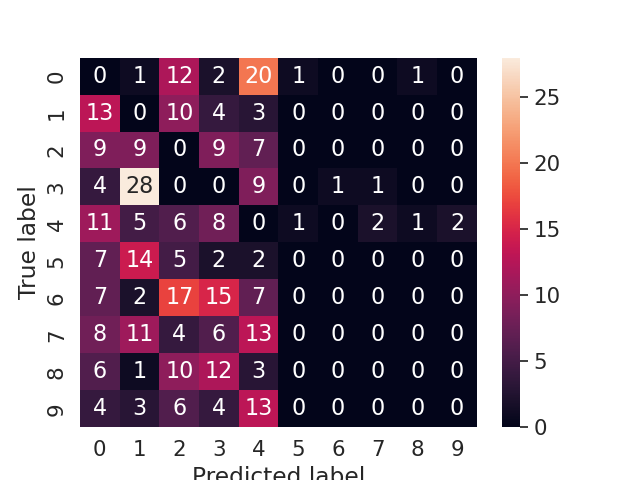 0 0 1 12 2 20 1 0 0 1 0
1 13 0 10 4 3 0 0 0 0 0
2 9 9 0 9 7 0 0 0 0 0
3 4 28 0 0 9 0 1 1 0 0
4 11 5 6 8 0 1 0 2 1 2
5 7 14 5 2 2 0 0 0 0 0
6 7 2 17 15 7 0 0 0 0 0
7 8 11 4 6 13 0 0 0 0 0
8 6 1 10 12 3 0 0 0 0 0
9 4 3 6 4 13 0 0 0 0 0
0 1 2 3 4 5 6 7 8 9
Predicted label
True label
25
20
15
10
5
0